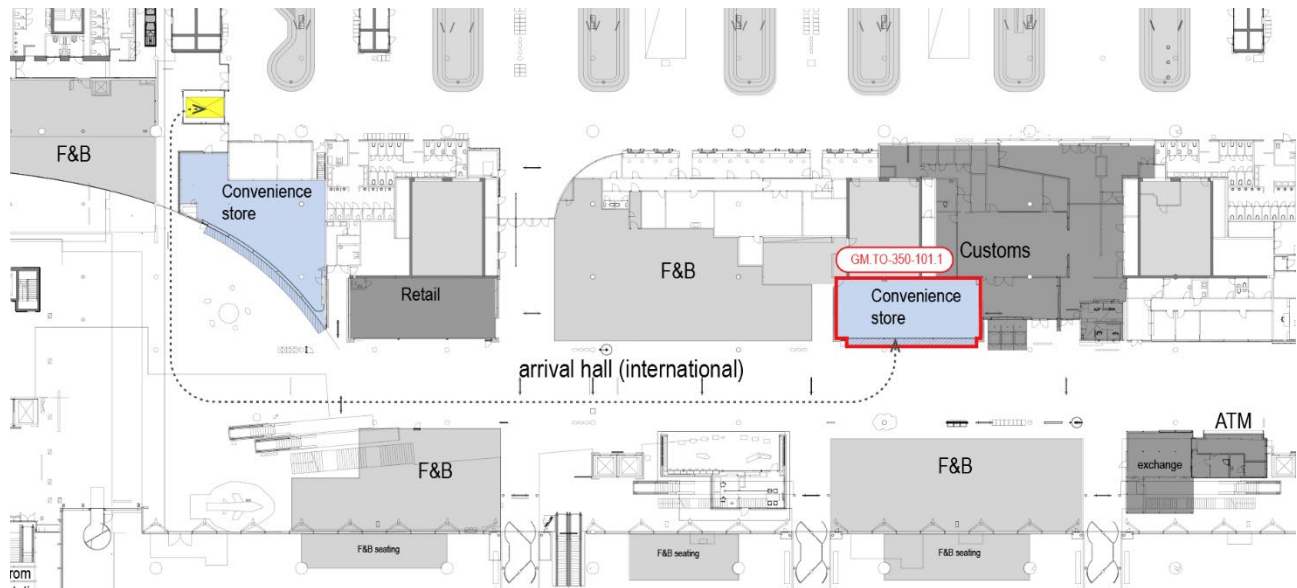 F&B
Convenience
store
Retail
F&B
GM.TO-350-101.1
Customs
Convenience
store
arrival hall (international)
F&B
F&B
ATM
exchange
F&B seating
F&B seating
F&B seating
rom